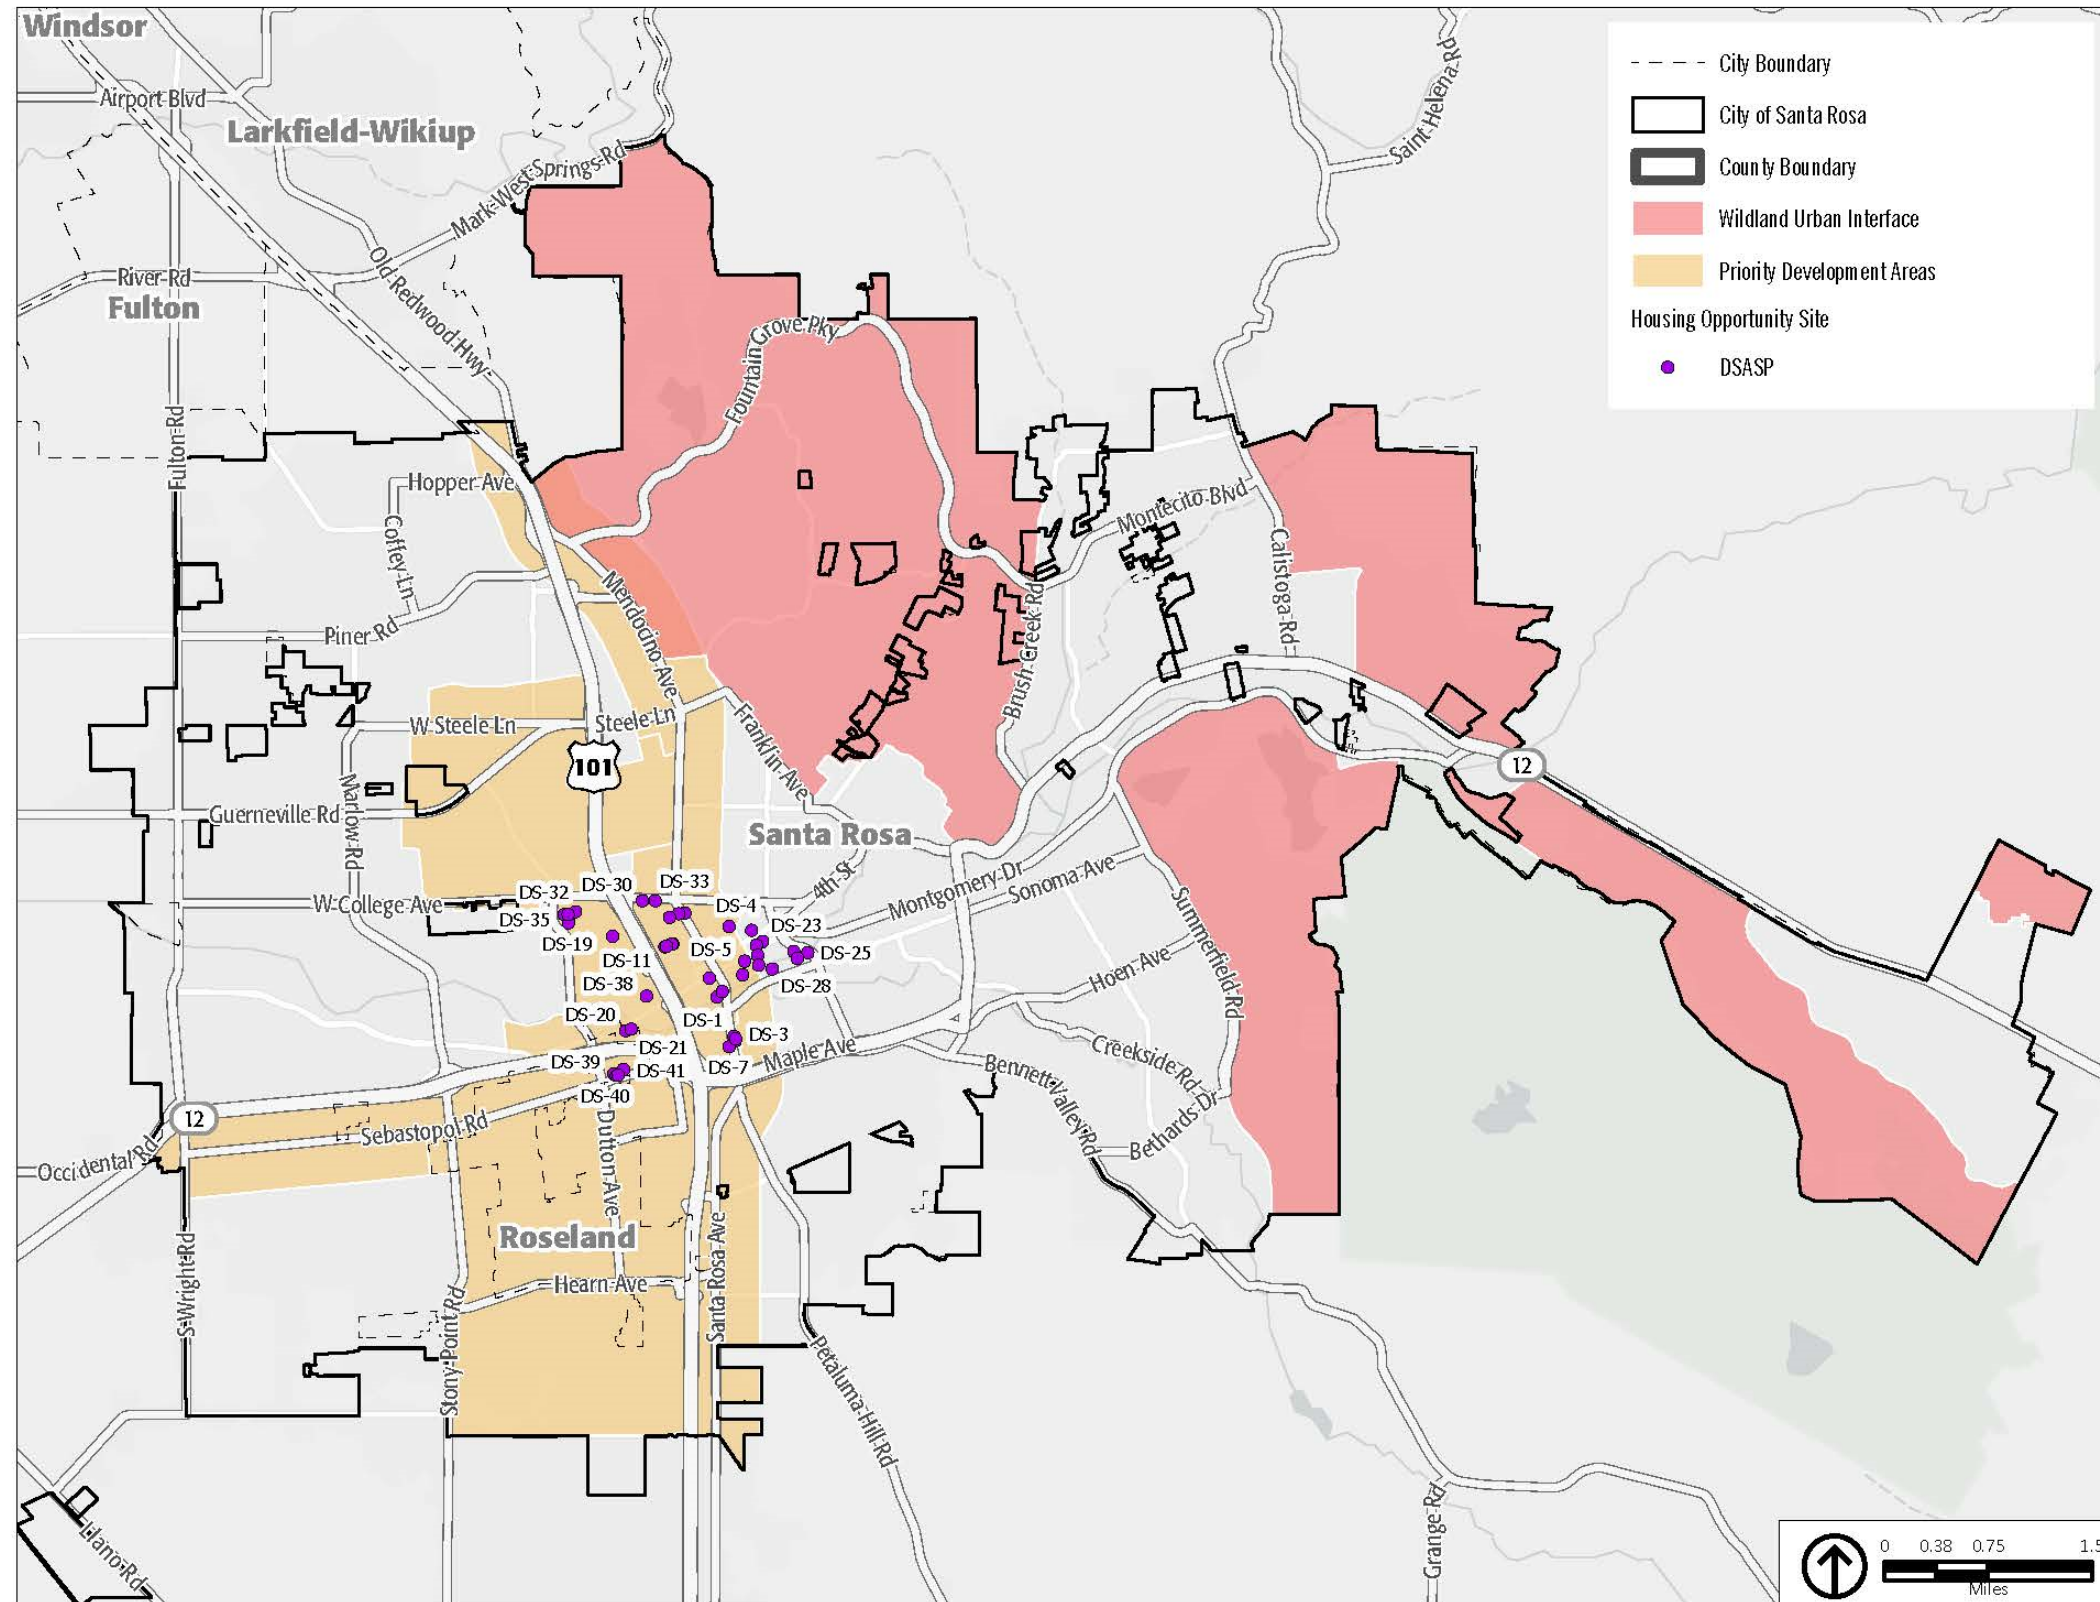 Windsor
Airport Blvd
Larkfield-Wikiup
Mark West Springs Rd
Saint Helena Rd
River Rd
Fulton
Old Redwood Hwy
Fountain Grove Pky
Fulton Rd
Hopper Ave
Coffey Ln
Montecito Blvd
Calistoga Rd
Piner Rd
Mendocino Ave
Brush Creek Rd
W Steele Ln
Steele Ln
Franklin Ave
101
12
Marlow Rd
Guerneville Rd
Santa Rosa
4th St
Montgomery Dr
Sonoma Ave
Summerfield Rd
W College Ave
DS-32
DS-30
DS-33
DS-35
DS-4
DS-23
DS-19
DS-5
DS-25
DS-11
DS-38
DS-28
Hoen Ave
DS-20
DS-1
DS-3
DS-21
DS-7
Maple Ave
DS-39
DS-41
DS-40
Creekside Rd
Bennett Valley Rd
Bethards Dr
12
Sebastopol Rd
Occidental Rd
Dutton Ave
Roseland
S Wright Rd
Hearn Ave
Santa Rosa Ave
Stony Point Rd
Petaluma Hill Rd
Llano Rd
Grange Rd
City Boundary
City of Santa Rosa
County Boundary
Wildland Urban Interface
Priority Development Areas
Housing Opportunity Site
DSASP
0 0.38 0.75 1.5
Miles